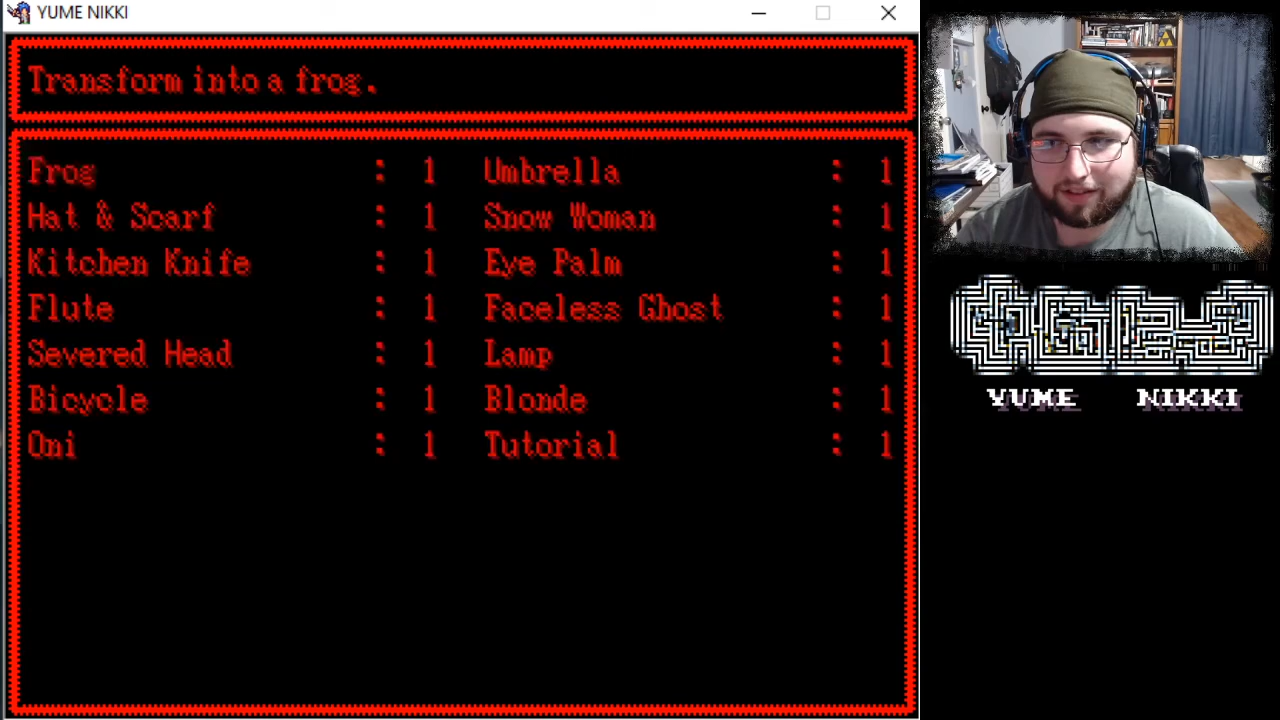 YUME NIKKI
Transform into a frog.
Frog : 1 Umbrella : 1
Hat & Scarf : 1 Snow Woman : 1
Kitchen Knife : 1 Eye Palm : 1
Flute : 1 Faceless Ghost : 1
Severed Head : 1 Lamp : 1
Bicycle : 1 Blonde : 1
Oni : 1 Tutorial : 1
YUME NIKKI